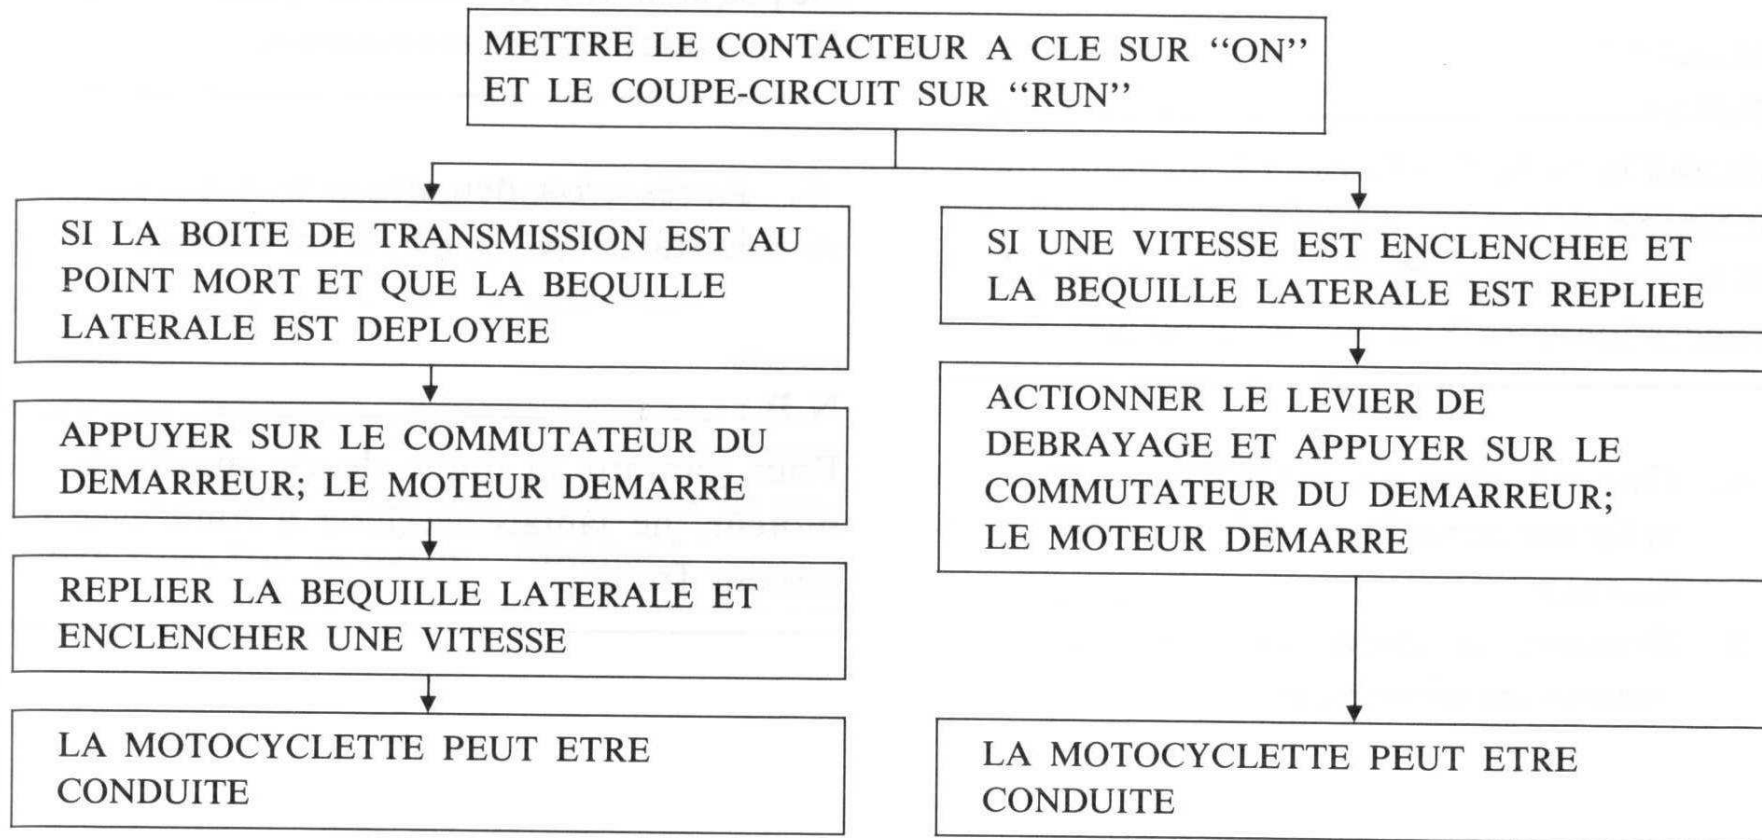 METTRE LE CONTACTEUR A CLE SUR “ON”
ET LE COUPE-CIRCUIT SUR “RUN”
SI LA BOITE DE TRANSMISSION EST AU
POINT MORT ET QUE LA BEQUILLE
LATERALE EST DEPLOYEE
APPUYER SUR LE COMMUTATEUR DU
DEMARREUR; LE MOTEUR DEMARRE
REPLIER LA BEQUILLE LATERALE ET
ENCLENCHER UNE VITESSE
LA MOTOCYCLETTE PEUT ETRE
CONDUITE
SI UNE VITESSE EST ENCLENCHEE ET
LA BEQUILLE LATERALE EST REPLIEE
ACTIONNER LE LEVIER DE
DEBRAYAGE ET APPUYER SUR LE
COMMUTATEUR DU DEMARREUR;
LE MOTEUR DEMARRE
LA MOTOCYCLETTE PEUT ETRE
CONDUITE